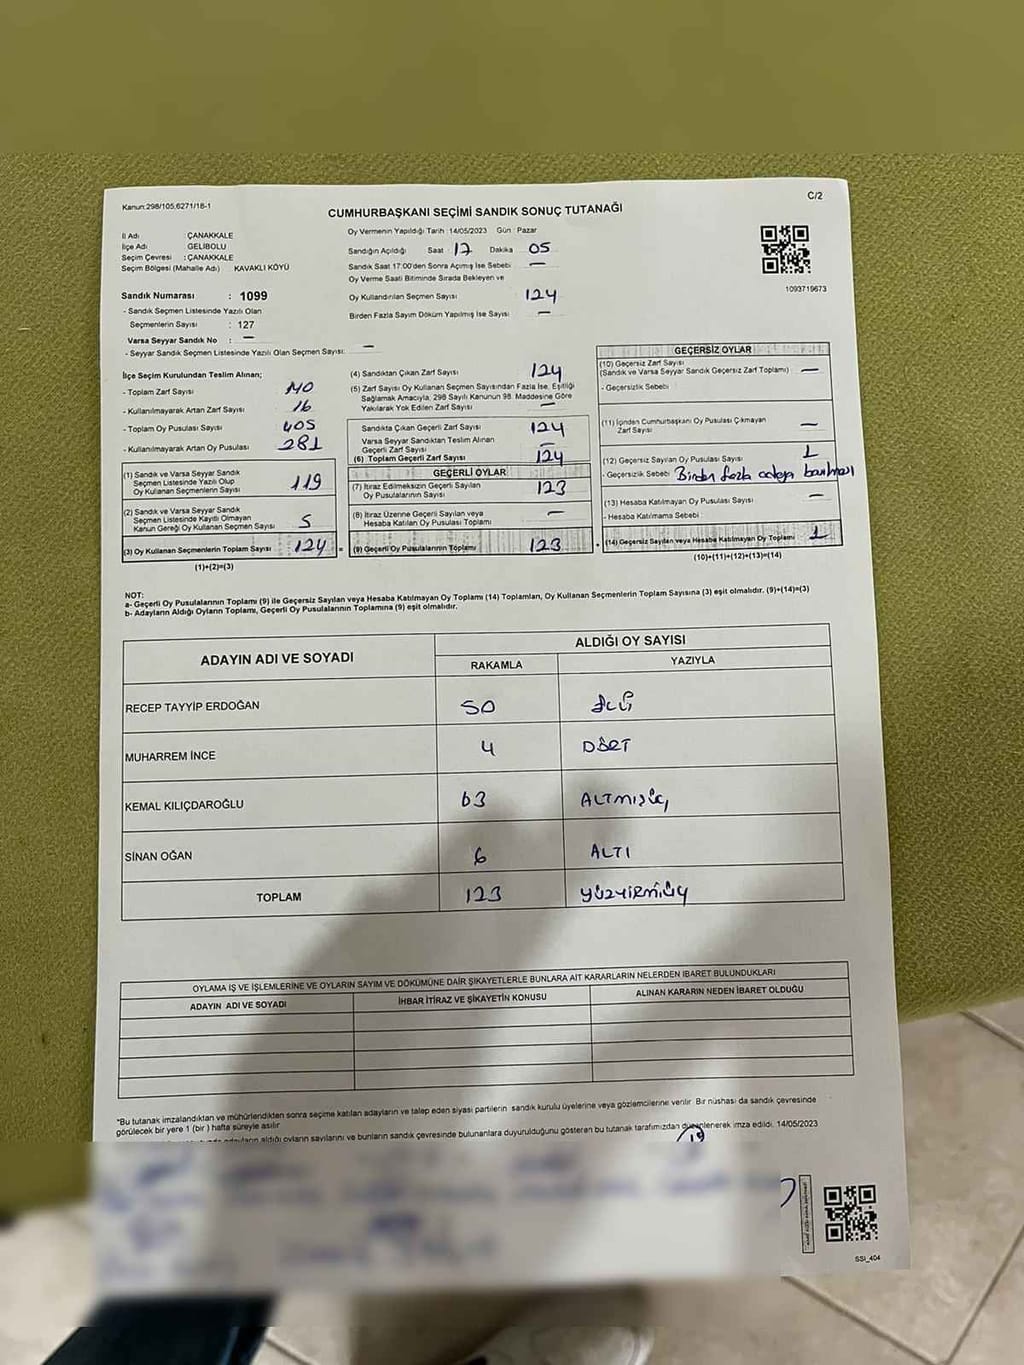 Kanun:298/105,6271/18-1
C/2
CUMHURBAŞKANI SEÇİMİ SANDIK SONUÇ TUTANAĞI
İl Adı : ÇANAKKALE
İlçe Adı : GELİBOLU
Seçim Çevresi : ÇANAKKALE
Seçim Bölgesi (Mahalle Adı) KAVAKLI KÖYÜ
Sandık Numarası : 1099
- Sandık Seçmen Listesinde Yazılı Olan
Seçmenlerin Sayısı : 127
Varsa Seyyar Sandık No : —
- Seyyar Sandık Seçmen Listesinde Yazılı Olan Seçmen Sayısı: —
Oy Vermenin Yapıldığı Tarih :14/05/2023 Gün : Pazar
Sandığın Açıldığı Saat 17 Dakika 05
Sandık Saat 17:00'den Sonra Açımış İse Sebebi —
Oy Verme Saati Bitiminde Sırada Bekleyen ve
Oy Kullandırılan Seçmen Sayısı 124
Birden Fazla Sayım Döküm Yapılmış İse Sayısı —
1093719673
İlçe Seçim Kurulundan Teslim Alınan;
- Toplam Zarf Sayısı 140
- Kullanılmayarak Artan Zarf Sayısı 16
- Toplam Oy Pusulası Sayısı 405
- Kullanılmayarak Artan Oy Pusulası 281
(1) Sandık ve Varsa Seyyar Sandık
Seçmen Listesinde Yazılı Olup
Oy Kullanan Seçmenlerin Sayısı 119
(2) Sandık ve Varsa Seyyar Sandık
Seçmen Listesinde Kayıtlı Olmayan
Kanun Gereği Oy Kullanan Seçmen Sayısı 5
(3) Oy Kullanan Seçmenlerin Toplam Sayısı 124 =
(1)+(2)=(3)
(4) Sandıktan Çıkan Zarf Sayısı 124
(5) Zarf Sayısı Oy Kullanan Seçmen Sayısından Fazla İse, Eşitliği
Sağlamak Amacıyla, 298 Sayılı Kanunun 98. Maddesine Göre
Yakılarak Yok Edilen Zarf Sayısı —
Sandıkta Çıkan Geçerli Zarf Sayısı 124
Varsa Seyyar Sandıktan Teslim Alınan
Geçerli Zarf Sayısı —
(6) Toplam Geçerli Zarf Sayısı 124
GEÇERLİ OYLAR
(7) İtiraz Edilmeksizin Geçerli Sayılan
Oy Pusulalarının Sayısı 123
(8) İtiraz Üzerine Geçerli Sayılan veya
Hesaba Katılan Oy Pusulası Toplamı —
(9) Geçerli Oy Pusulalarının Toplamı 123 +
GEÇERSİZ OYLAR
(10) Geçersiz Zarf Sayısı
(Sandık ve Varsa Seyyar Sandık Geçersiz Zarf Toplamı) —
- Geçersizlik Sebebi
(11) İçinden Cumhurbaşkanı Oy Pusulası Çıkmayan
Zarf Sayısı —
(12) Geçersiz Sayılan Oy Pusulası Sayısı 1
- Geçersizlik Sebebi Birden fazla adaya basılması
(13) Hesaba Katılmayan Oy Pusulası Sayısı —
- Hesaba Katılmama Sebebi
(14) Geçersiz Sayılan veya Hesaba Katılmayan Oy Toplamı 1
(10)+(11)+(12)+(13)=(14)
NOT:
a- Geçerli Oy Pusulalarının Toplamı (9) ile Geçersiz Sayılan veya Hesaba Katılmayan Oy Toplamı (14) Toplamları, Oy Kullanan Seçmenlerin Toplam Sayısına (3) eşit olmalıdır. (9)+(14)=(3)
b- Adayların Aldığı Oyların Toplamı, Geçerli Oy Pusulalarının Toplamına (9) eşit olmalıdır.
ADAYIN ADI VE SOYADI
ALDIĞI OY SAYISI
RAKAMLA YAZIYLA
RECEP TAYYİP ERDOĞAN 50
MUHARREM İNCE 4 DÖRT
KEMAL KILIÇDAROĞLU 63 ALTMIŞÜÇ
SİNAN OĞAN 6 ALTI
TOPLAM 123 YÜZYİRMİÜÇ
OYLAMA İŞ VE İŞLEMLERİNE VE OYLARIN SAYIM VE DÖKÜMÜNE DAİR ŞİKAYETLERLE BUNLARA AİT KARARLARIN NELERDEN İBARET BULUNDUKLARI
ADAYIN ADI VE SOYADI İHBAR İTİRAZ VE ŞİKAYETİN KONUSU ALINAN KARARIN NEDEN İBARET OLDUĞU
*Bu tutanak imzalandıktan ve mühürlendikten sonra seçime katılan adayların ve talep eden siyasi partilerin sandık kurulu üyelerine veya gözlemcilerine verilir. Bir nüshası da sandık çevresinde
görülecek bir yere 1 (bir) hafta süreyle asılır
aldığı oyların sayılarını ve bunların sandık çevresinde bulunanlara duyurulduğunu gösteren bu tutanak tarafımızdan düzenlenerek imza edildi. 14/05/2023
SSI_404